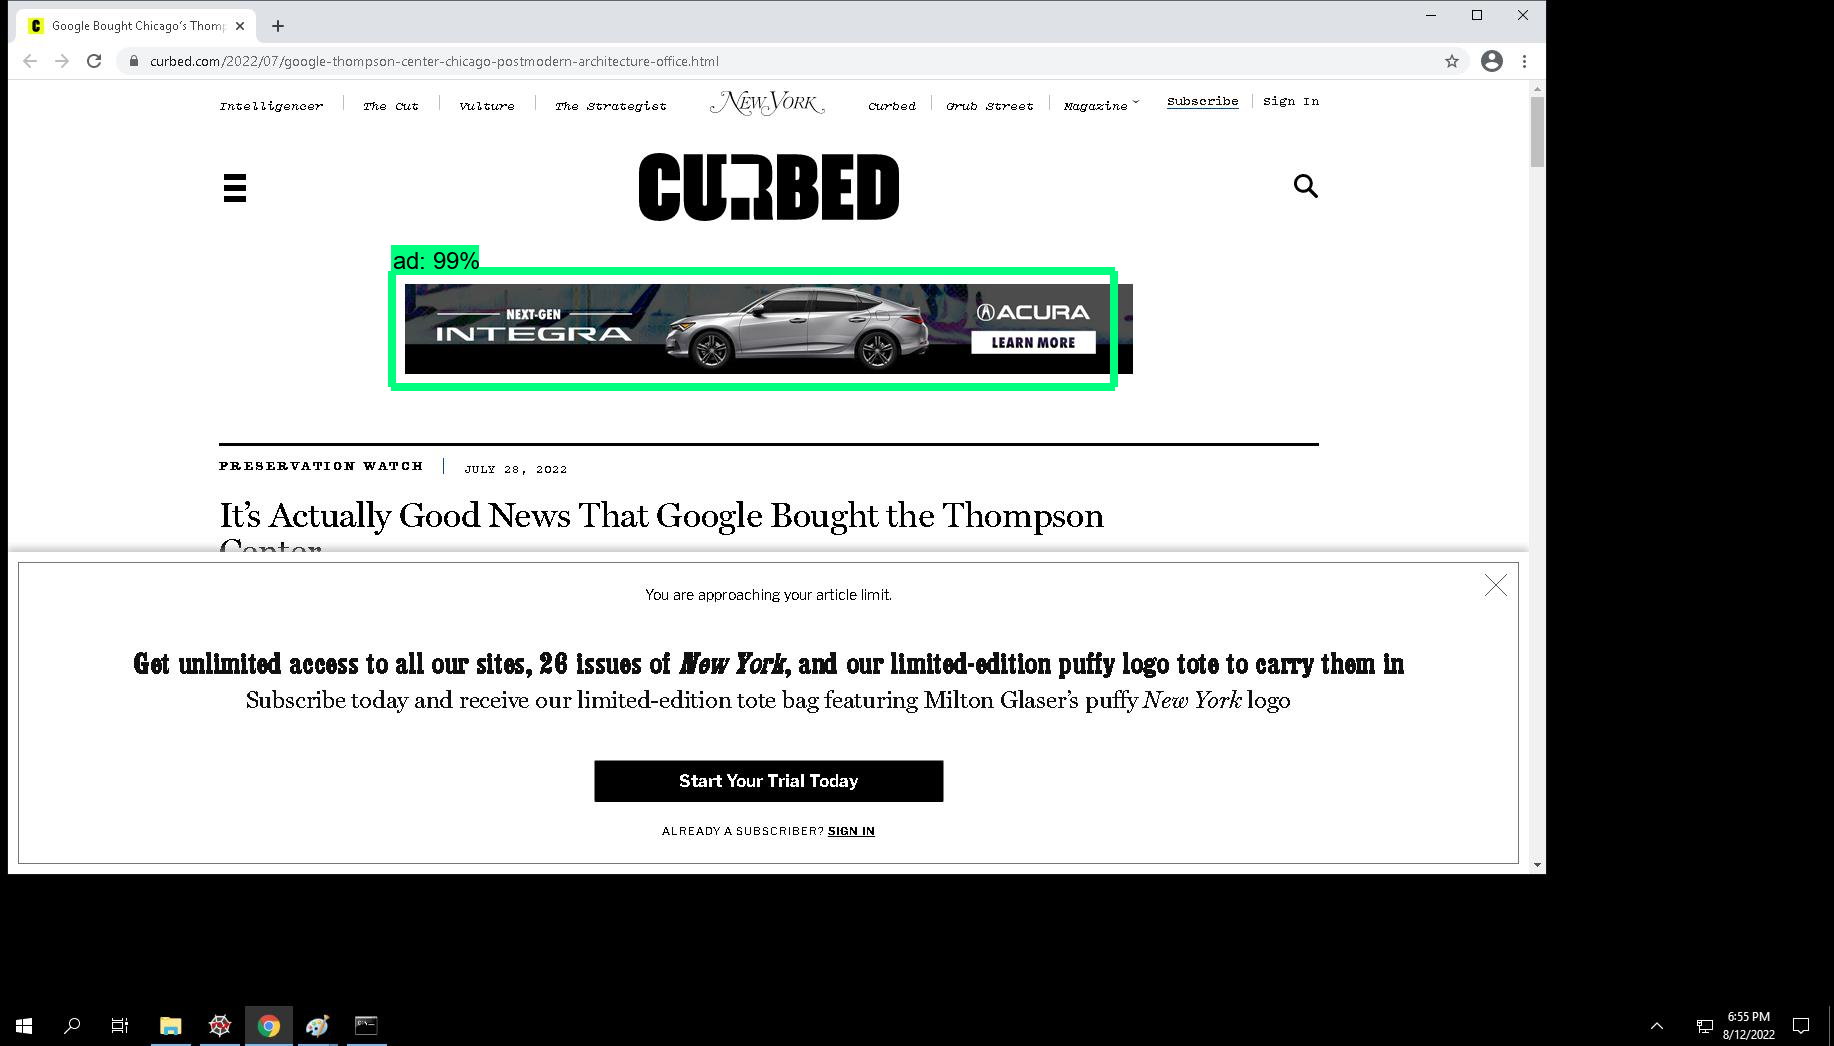 Google Bought Chicago's Thomp
curbed.com/2022/07/google-thompson-center-chicago-postmodern-architecture-office.html
Intelligencer The Cut Vulture The Strategist NEW YORK Curbed Grub Street Magazine Subscribe Sign In
CURBED
ad: 99%
NEXT-GEN
INTEGRA
ACURA
LEARN MORE
PRESERVATION WATCH JULY 28, 2022
It's Actually Good News That Google Bought the Thompson
Center
You are approaching your article limit.
Get unlimited access to all our sites, 26 issues of New York, and our limited-edition puffy logo tote to carry them in
Subscribe today and receive our limited-edition tote bag featuring Milton Glaser's puffy New York logo
Start Your Trial Today
ALREADY A SUBSCRIBER? SIGN IN
6:55 PM
8/12/2022